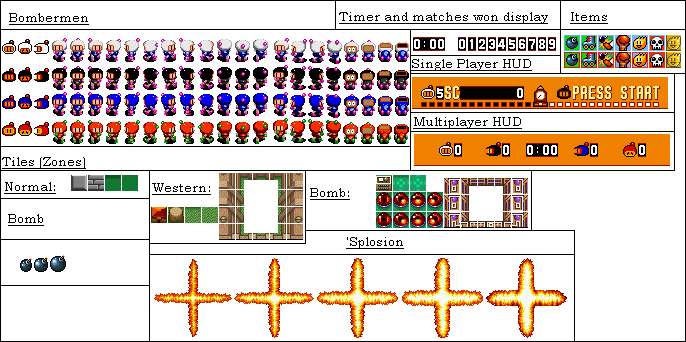 Bombermen
Timer and matches won display
Items
0:00 0123456789
Single Player HUD
5SC 0 PRESS START
Multiplayer HUD
0 0 0:00 0 0
Tiles (Zones)
Normal:
Western:
Bomb:
Bomb
'Splosion